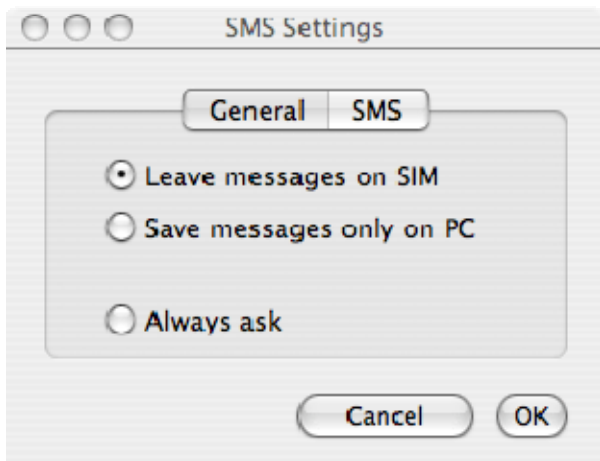 SMS Settings
General SMS
Leave messages on SIM
Save messages only on PC
Always ask
Cancel OK